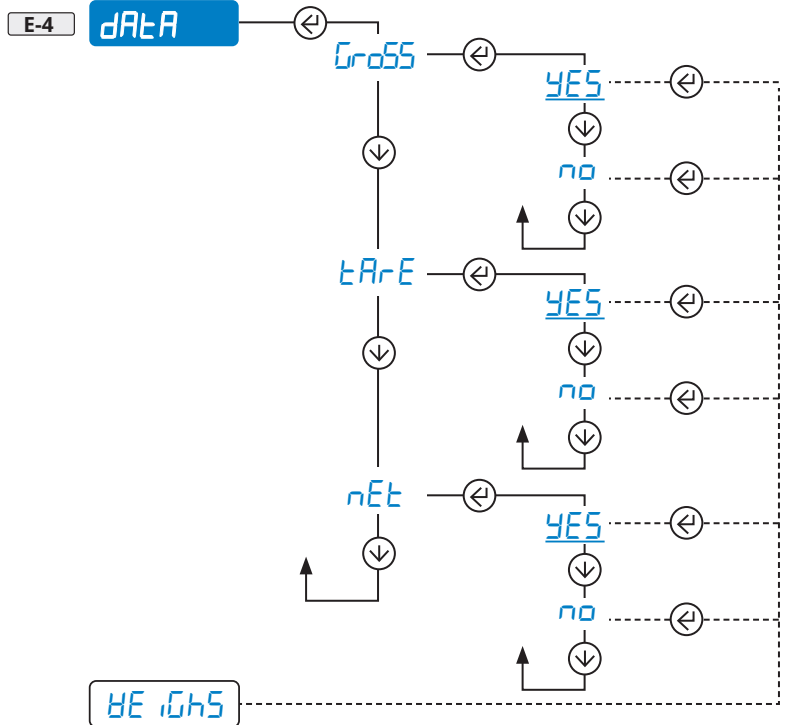 E-4 dAtA
GroSS
YES
no
tArE
YES
no
nEt
YES
no
WEiGhS